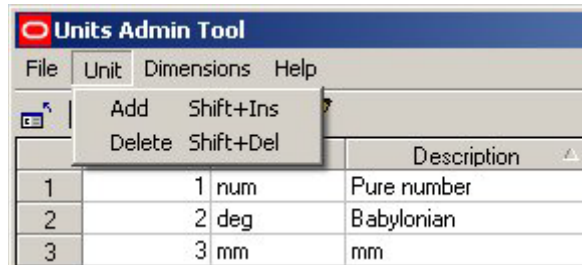 Units Admin Tool
File Unit Dimensions Help
Add Shift+Ins
Delete Shift+Del
Description
1 1 num Pure number
2 2 deg Babylonian
3 3 mm mm